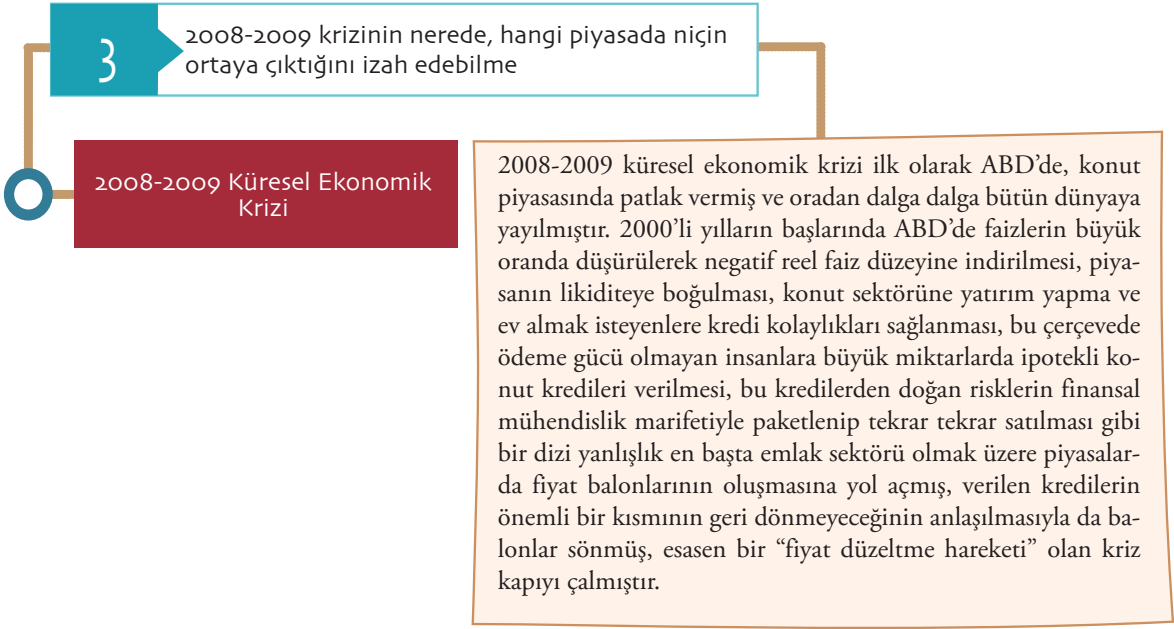 3
2008-2009 krizinin nerede, hangi piyasada niçin
ortaya çıktığını izah edebilme
2008-2009 Küresel Ekonomik
Krizi
2008-2009 küresel ekonomik krizi ilk olarak ABD’de, konut
piyasasında patlak vermiş ve oradan dalga dalga bütün dünyaya
yayılmıştır. 2000’li yılların başlarında ABD’de faizlerin büyük
oranda düşürülerek negatif reel faiz düzeyine indirilmesi, piya-
sanın likiditeye boğulması, konut sektörüne yatırım yapma ve
ev almak isteyenlere kredi kolaylıkları sağlanması, bu çerçevede
ödeme gücü olmayan insanlara büyük miktarlarda ipotekli ko-
nut kredileri verilmesi, bu kredilerden doğan risklerin finansal
mühendislik marifetiyle paketlenip tekrar tekrar satılması gibi
bir dizi yanlışlık en başta emlak sektörü olmak üzere piyasalar-
da fiyat balonlarının oluşmasına yol açmış, verilen kredilerin
önemli bir kısmının geri dönmeyeceğinin anlaşılmasıyla da ba-
lonlar sönmüş, esasen bir “fiyat düzeltme hareketi” olan kriz
kapıyı çalmıştır.